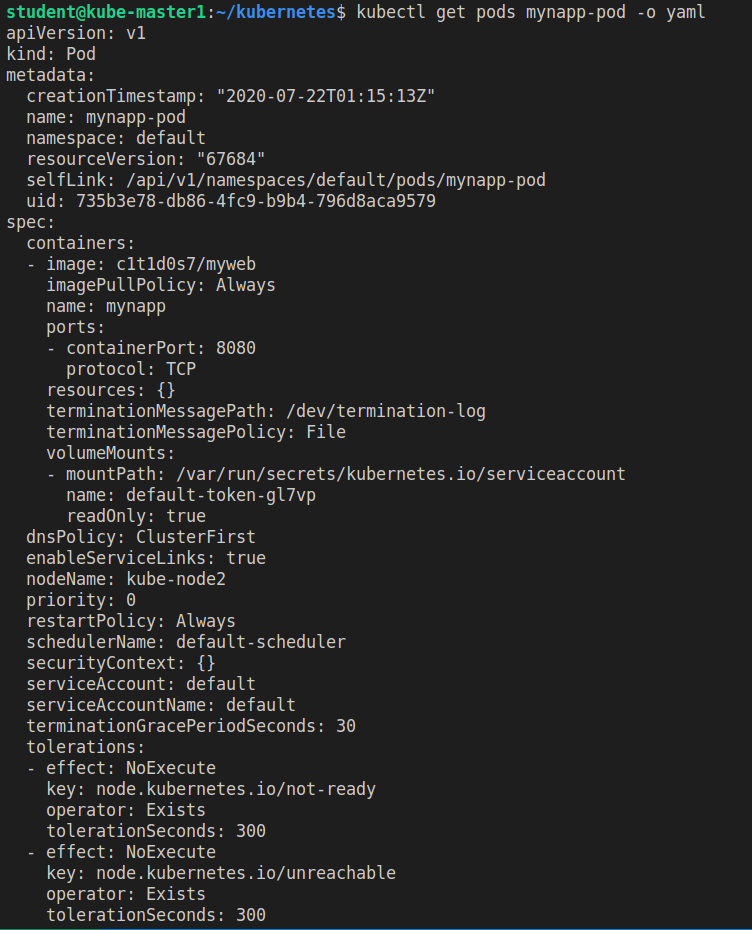 student@kube-master1:~/kubernetes$ kubectl get pods mynapp-pod -o yaml
apiVersion: v1
kind: Pod
metadata:
  creationTimestamp: "2020-07-22T01:15:13Z"
  name: mynapp-pod
  namespace: default
  resourceVersion: "67684"
  selfLink: /api/v1/namespaces/default/pods/mynapp-pod
  uid: 735b3e78-db86-4fc9-b9b4-796d8aca9579
spec:
  containers:
  - image: c1t1d0s7/myweb
    imagePullPolicy: Always
    name: mynapp
    ports:
    - containerPort: 8080
      protocol: TCP
    resources: {}
    terminationMessagePath: /dev/termination-log
    terminationMessagePolicy: File
    volumeMounts:
    - mountPath: /var/run/secrets/kubernetes.io/serviceaccount
      name: default-token-gl7vp
      readOnly: true
  dnsPolicy: ClusterFirst
  enableServiceLinks: true
  nodeName: kube-node2
  priority: 0
  restartPolicy: Always
  schedulerName: default-scheduler
  securityContext: {}
  serviceAccount: default
  serviceAccountName: default
  terminationGracePeriodSeconds: 30
  tolerations:
  - effect: NoExecute
    key: node.kubernetes.io/not-ready
    operator: Exists
    tolerationSeconds: 300
  - effect: NoExecute
    key: node.kubernetes.io/unreachable
    operator: Exists
    tolerationSeconds: 300